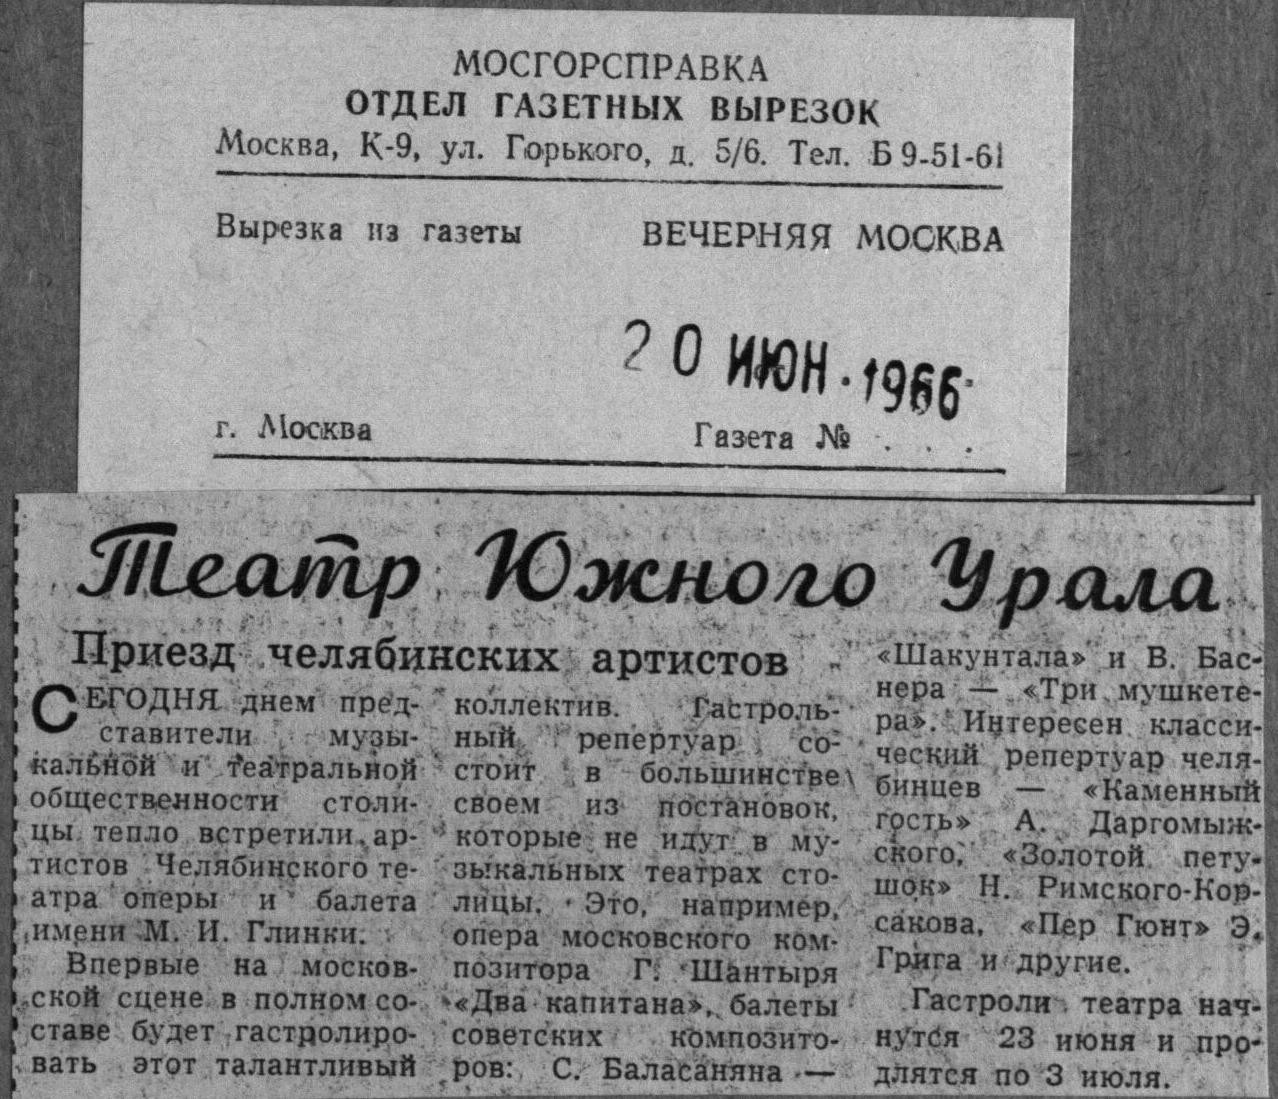 МОСГОРСПРАВКА
ОТДЕЛ ГАЗЕТНЫХ ВЫРЕЗОК
Москва, К-9, ул. Горького, д. 5/6. Тел. Б 9-51-61
Вырезка из газеты ВЕЧЕРНЯЯ МОСКВА
20 ИЮН. 1966
г. Москва Газета № . . .
Театр Южного Урала
Приезд челябинских артистов
СЕГОДНЯ днем пред-
ставители музы-
кальной и театральной
общественности столи-
цы тепло встретили ар-
тистов Челябинского те-
атра оперы и балета
имени М. И. Глинки.
Впервые на москов-
ской сцене в полном со-
ставе будет гастролиро-
вать этот талантливый
коллектив. Гастроль-
ный репертуар со-
стоит в большинстве
своем из постановок,
которые не идут в му-
зыкальных театрах сто-
лицы. Это, например,
опера московского ком-
позитора Г. Шантыря
«Два капитана», балеты
советских композито-
ров: С. Баласаняна —
«Шакунтала» и В. Бас-
нера — «Три мушкете-
ра». Интересен класси-
ческий репертуар челя-
бинцев — «Каменный
гость» А. Даргомыж-
ского, «Золотой пету-
шок» Н. Римского-Кор-
сакова, «Пер Гюнт» Э.
Грига и другие.
Гастроли театра нач-
нутся 23 июня и про-
длятся по 3 июля.